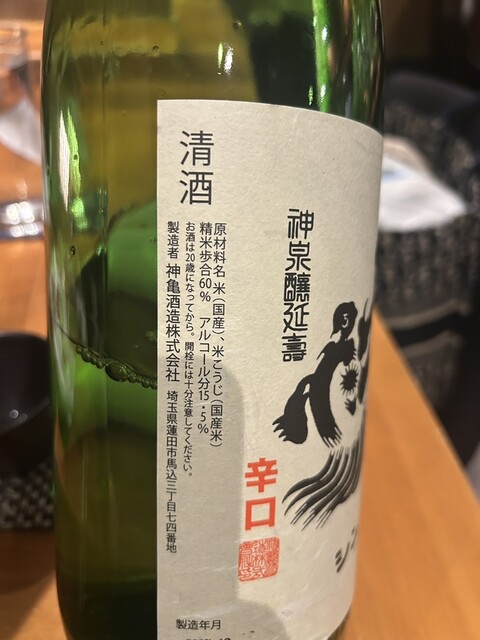 清酒
神泉醸延壽
原材料名 米（国産）、米こうじ（国産米）
精米歩合60% アルコール分15・5%
お酒は20歳になってから。開栓には十分注意してください。
製造者 神亀酒造株式会社 埼玉県蓮田市馬込三丁目七四番地
辛口
製造年月